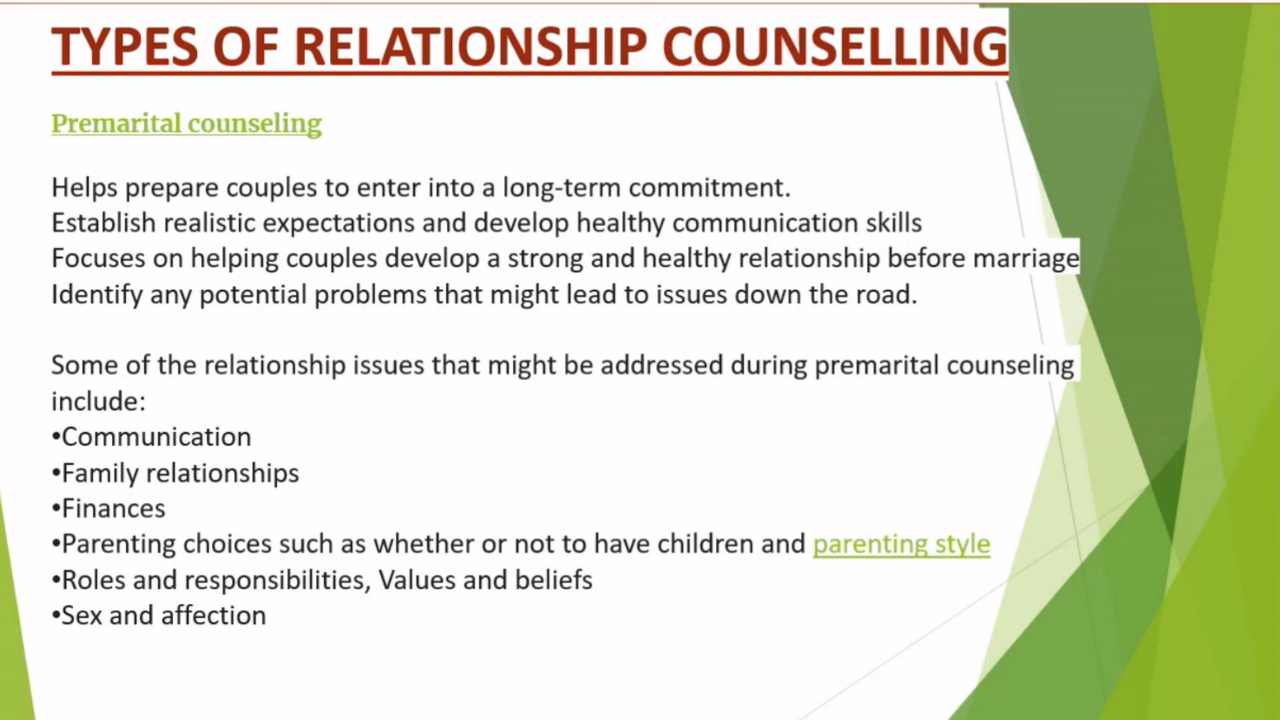 TYPES OF RELATIONSHIP COUNSELLING
Premarital counseling
Helps prepare couples to enter into a long-term commitment.
Establish realistic expectations and develop healthy communication skills
Focuses on helping couples develop a strong and healthy relationship before marriage
Identify any potential problems that might lead to issues down the road.
Some of the relationship issues that might be addressed during premarital counseling
include:
•Communication
•Family relationships
•Finances
•Parenting choices such as whether or not to have children and parenting style
•Roles and responsibilities, Values and beliefs
•Sex and affection